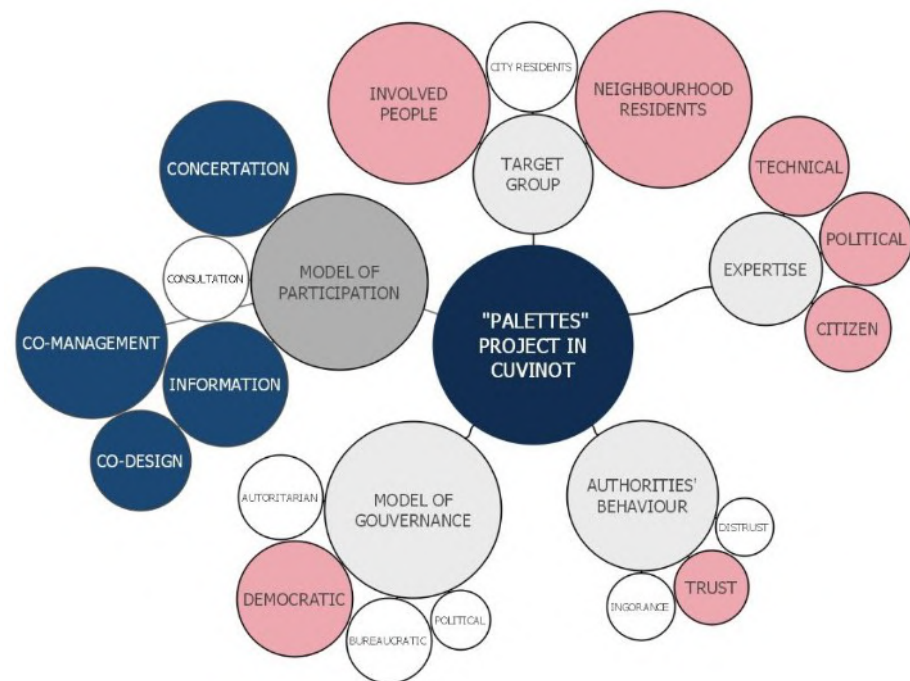 CITY RESIDENTS
INVOLVED
PEOPLE
NEIGHBOURHOOD
RESIDENTS
TARGET
GROUP
CONCERTATION
TECHNICAL
POLITICAL
EXPERTISE
CITIZEN
CONSULTATION
MODEL OF
PARTICIPATION
"PALETTES"
PROJECT IN
CUVINOT
CO-MANAGEMENT
INFORMATION
CO-DESIGN
AUTORITARIAN
MODEL OF
GOUVERNANCE
DEMOCRATIC
BUREAUCRATIC
POLITICAL
AUTHORITIES'
BEHAVIOUR
DISTRUST
TRUST
INGORANCE